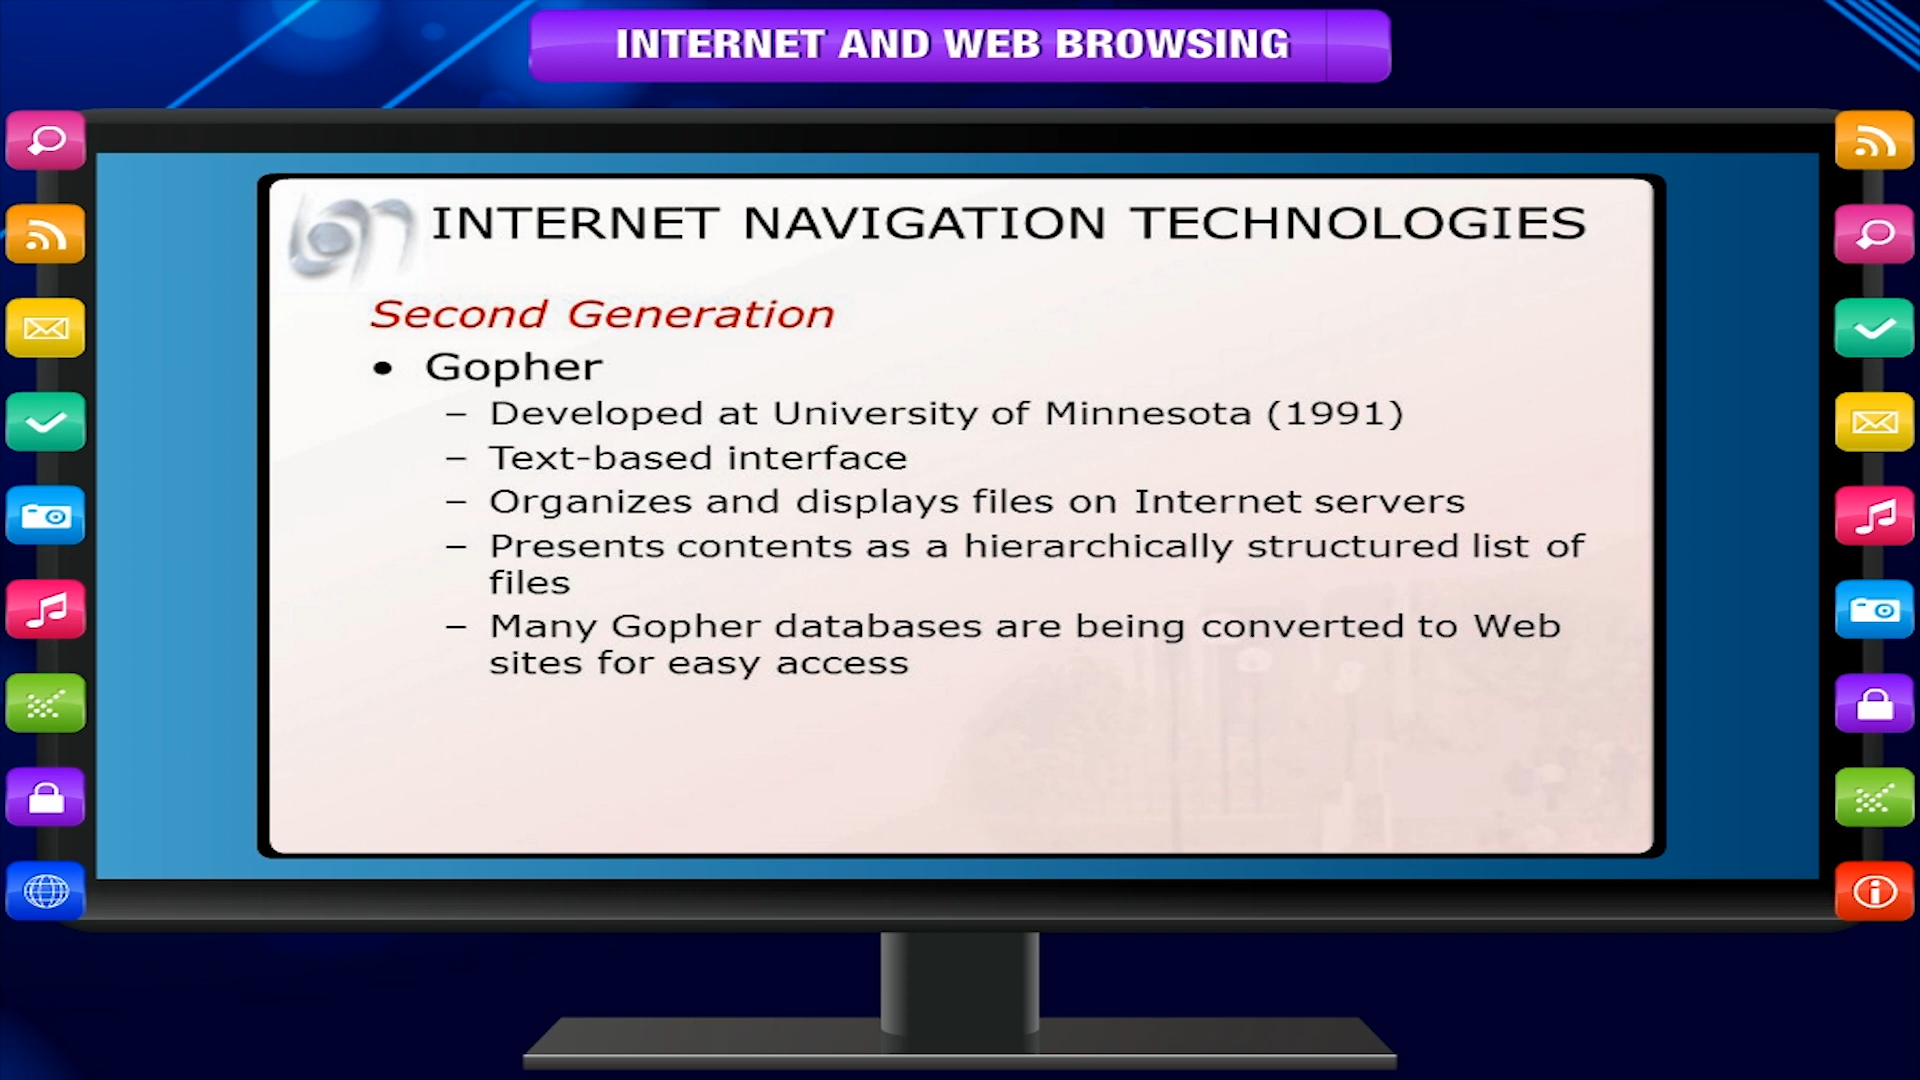 INTERNET AND WEB BROWSING
INTERNET NAVIGATION TECHNOLOGIES
Second Generation
• Gopher
– Developed at University of Minnesota (1991)
– Text-based interface
– Organizes and displays files on Internet servers
– Presents contents as a hierarchically structured list of
files
– Many Gopher databases are being converted to Web
sites for easy access